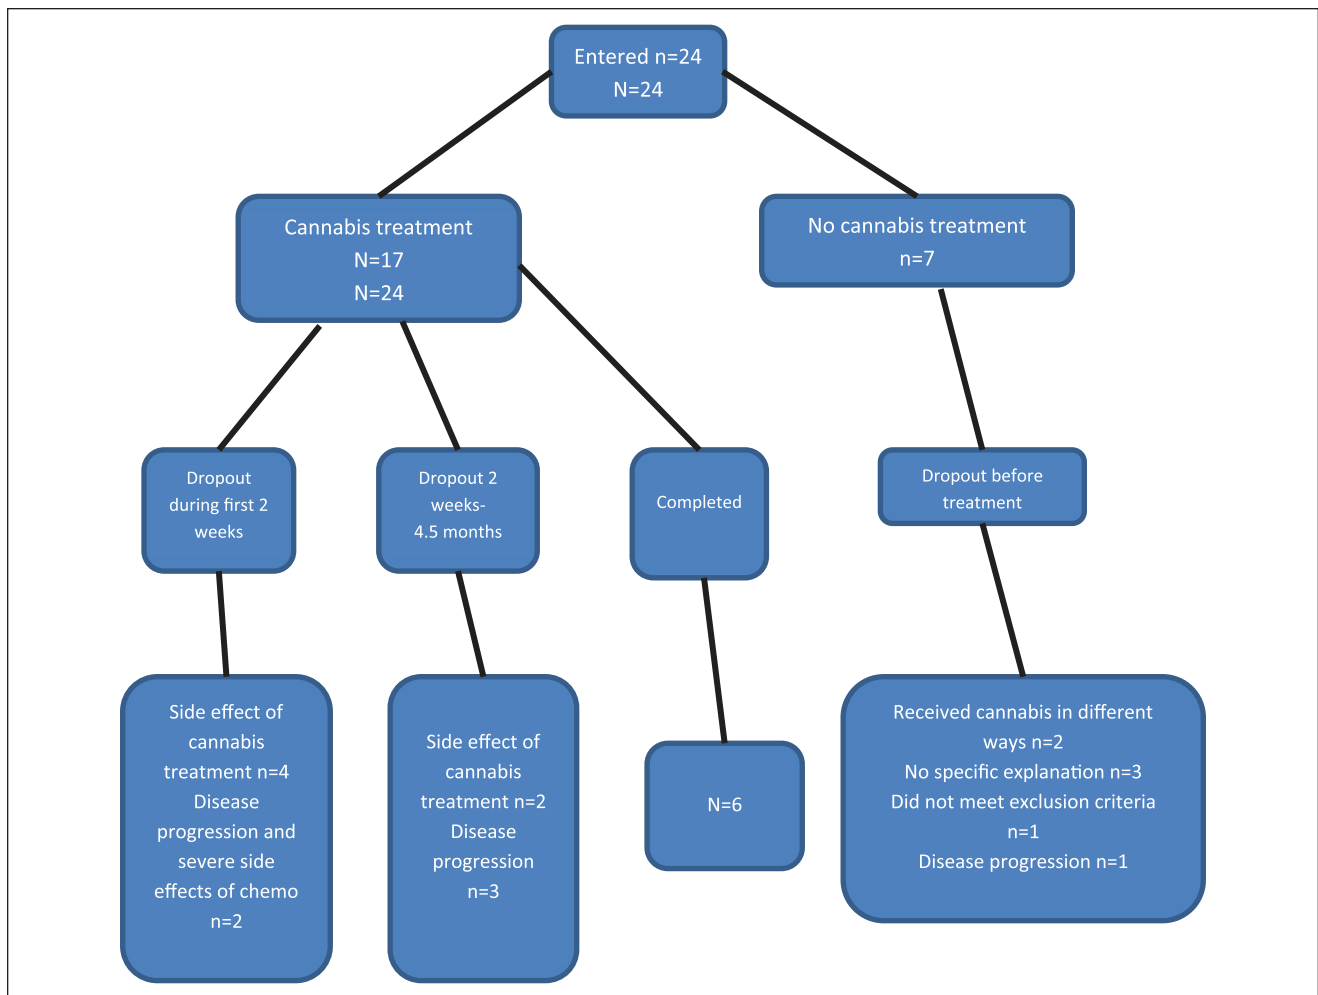 Entered n=24
N=24
Cannabis treatment
N=17
N=24
No cannabis treatment
n=7
Dropout
during first 2
weeks
Dropout 2
weeks-
4.5 months
Completed
Dropout before
treatment
Side effect of
cannabis
treatment n=4
Disease
progression and
severe side
effects of chemo
n=2
Side effect of
cannabis
treatment n=2
Disease
progression
n=3
N=6
Received cannabis in different
ways n=2
No specific explanation n=3
Did not meet exclusion criteria
n=1
Disease progression n=1